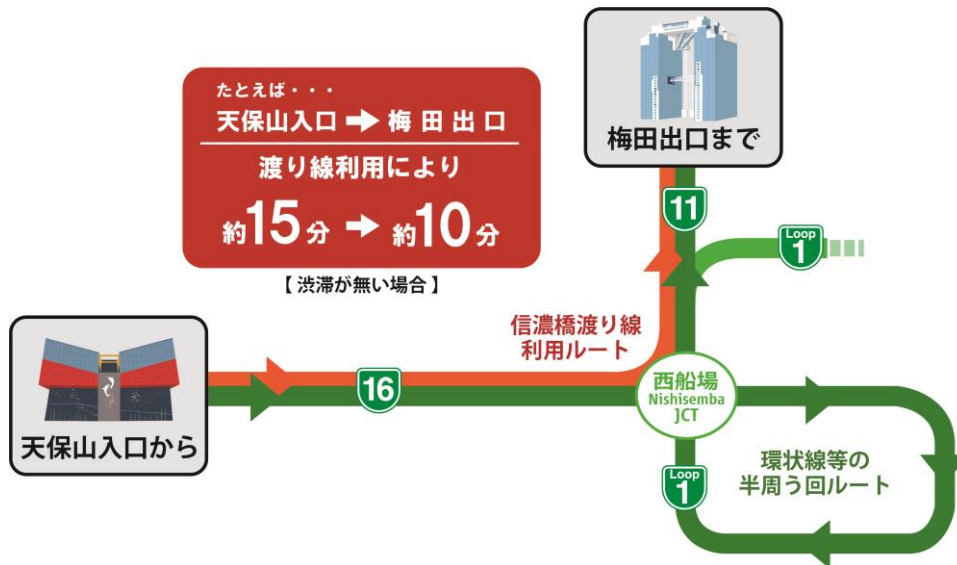 たとえば・・・
天保山入口➡梅田出口
渡り線利用により
約15分➡約10分
【渋滞が無い場合】
梅田出口まで
11
Loop
1
信濃橋渡り線
利用ルート
16
天保山入口から
西船場
Nishisemba
JCT
Loop
1
環状線等の
半周う回ルート